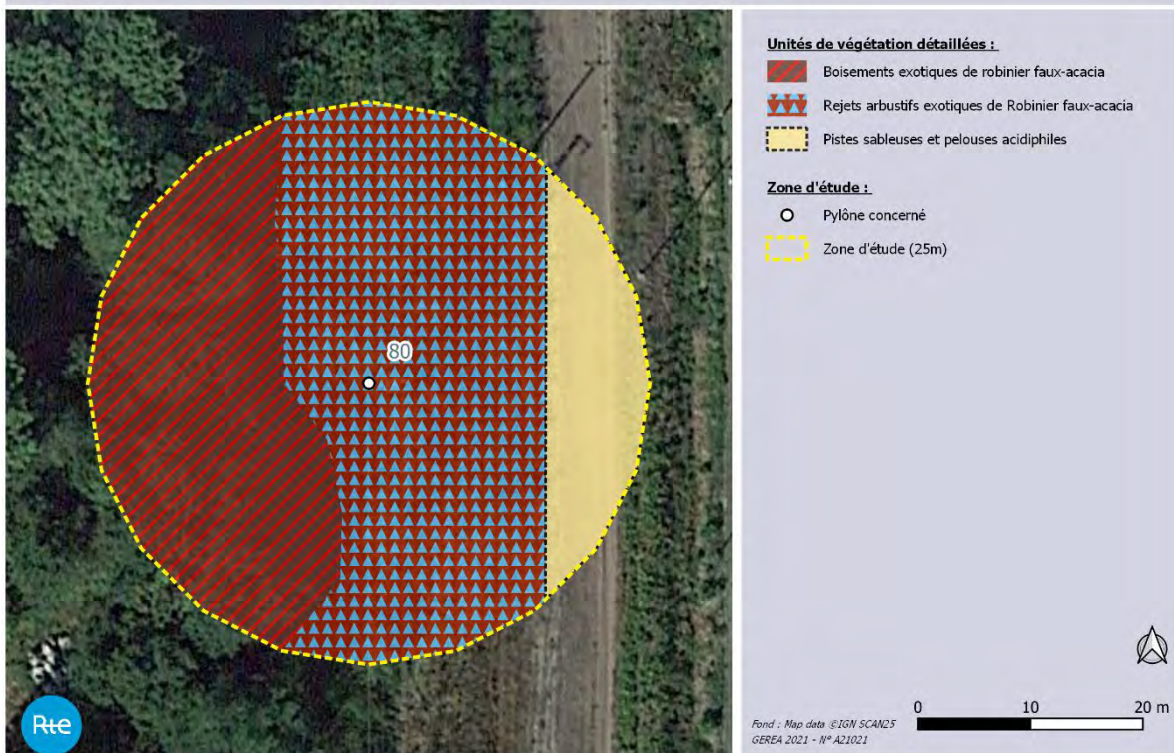 Unités de végétation détaillées :
Boisements exotiques de robinier faux-acacia
Rejets arbustifs exotiques de Robinier faux-acacia
Pistes sableuses et pelouses acidiphiles
Zone d'étude :
Pylône concerné
Zone d'étude (25m)
80
Rte
Fond : Map data ©IGN SCAN25
GEREA 2021 - N° A21021
0 10 20 m